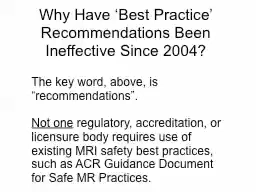 Why Have ‘Best Practice’
Recommendations Been
Ineffective Since 2004?
The key word, above, is
“recommendations”.
Not one regulatory, accreditation, or
licensure body requires use of
existing MRI safety best practices,
such as ACR Guidance Document
for Safe MR Practices.